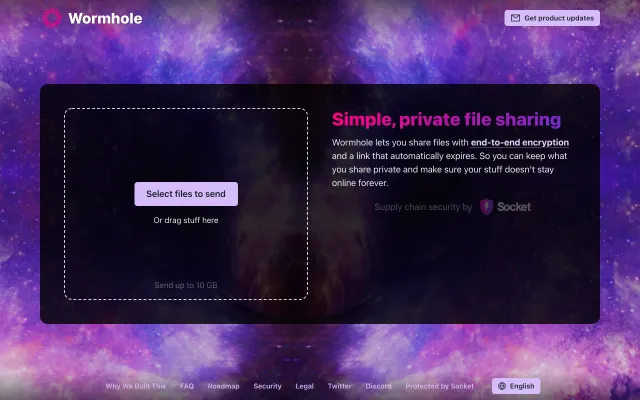 Wormhole
Get product updates
Select files to send
Or drag stuff here
Send up to 10 GB
Simple, private file sharing
Wormhole lets you share files with end-to-end encryption
and a link that automatically expires. So you can keep what
you share private and make sure your stuff doesn't stay
online forever.
Supply chain security by Socket
Why We Built This FAQ Roadmap Security Legal Twitter Discord Protected by Socket English